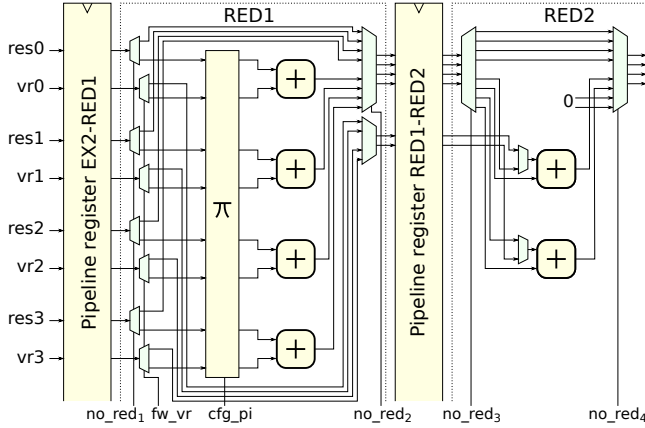 RED1
RED2
res0
vr0
res1
vr1
res2
vr2
res3
vr3
Pipeline register EX2-RED1
π
+
+
+
+
Pipeline register RED1-RED2
0
+
+
no_red₁
fw_vr
cfg_pi
no_red₂
no_red₃
no_red₄